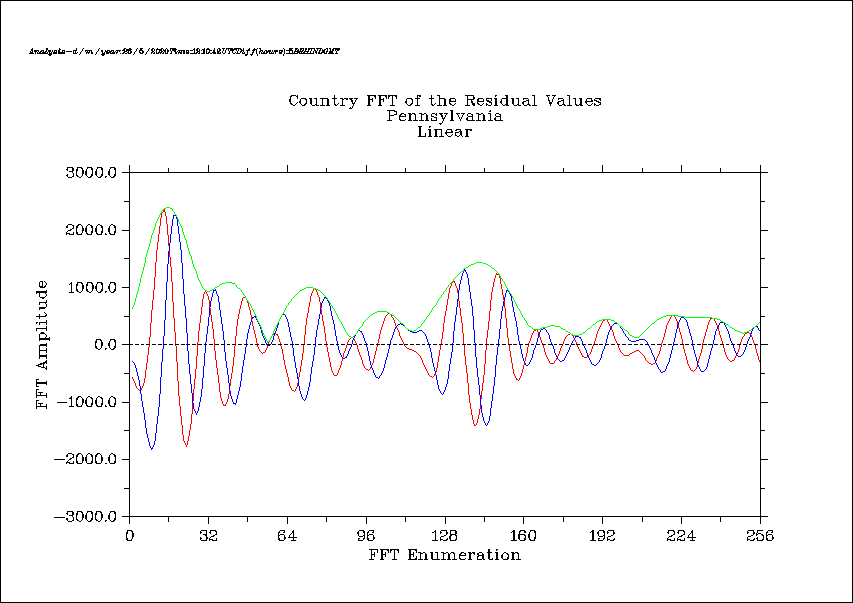 Country FFT of the Residual Values
Pennsylvania
Linear
3000.0
2000.0
1000.0
0.0
−1000.0
−2000.0
−3000.0
FFT Amplitude
0 32 64 96 128 160 192 224 256
FFT Enumeration